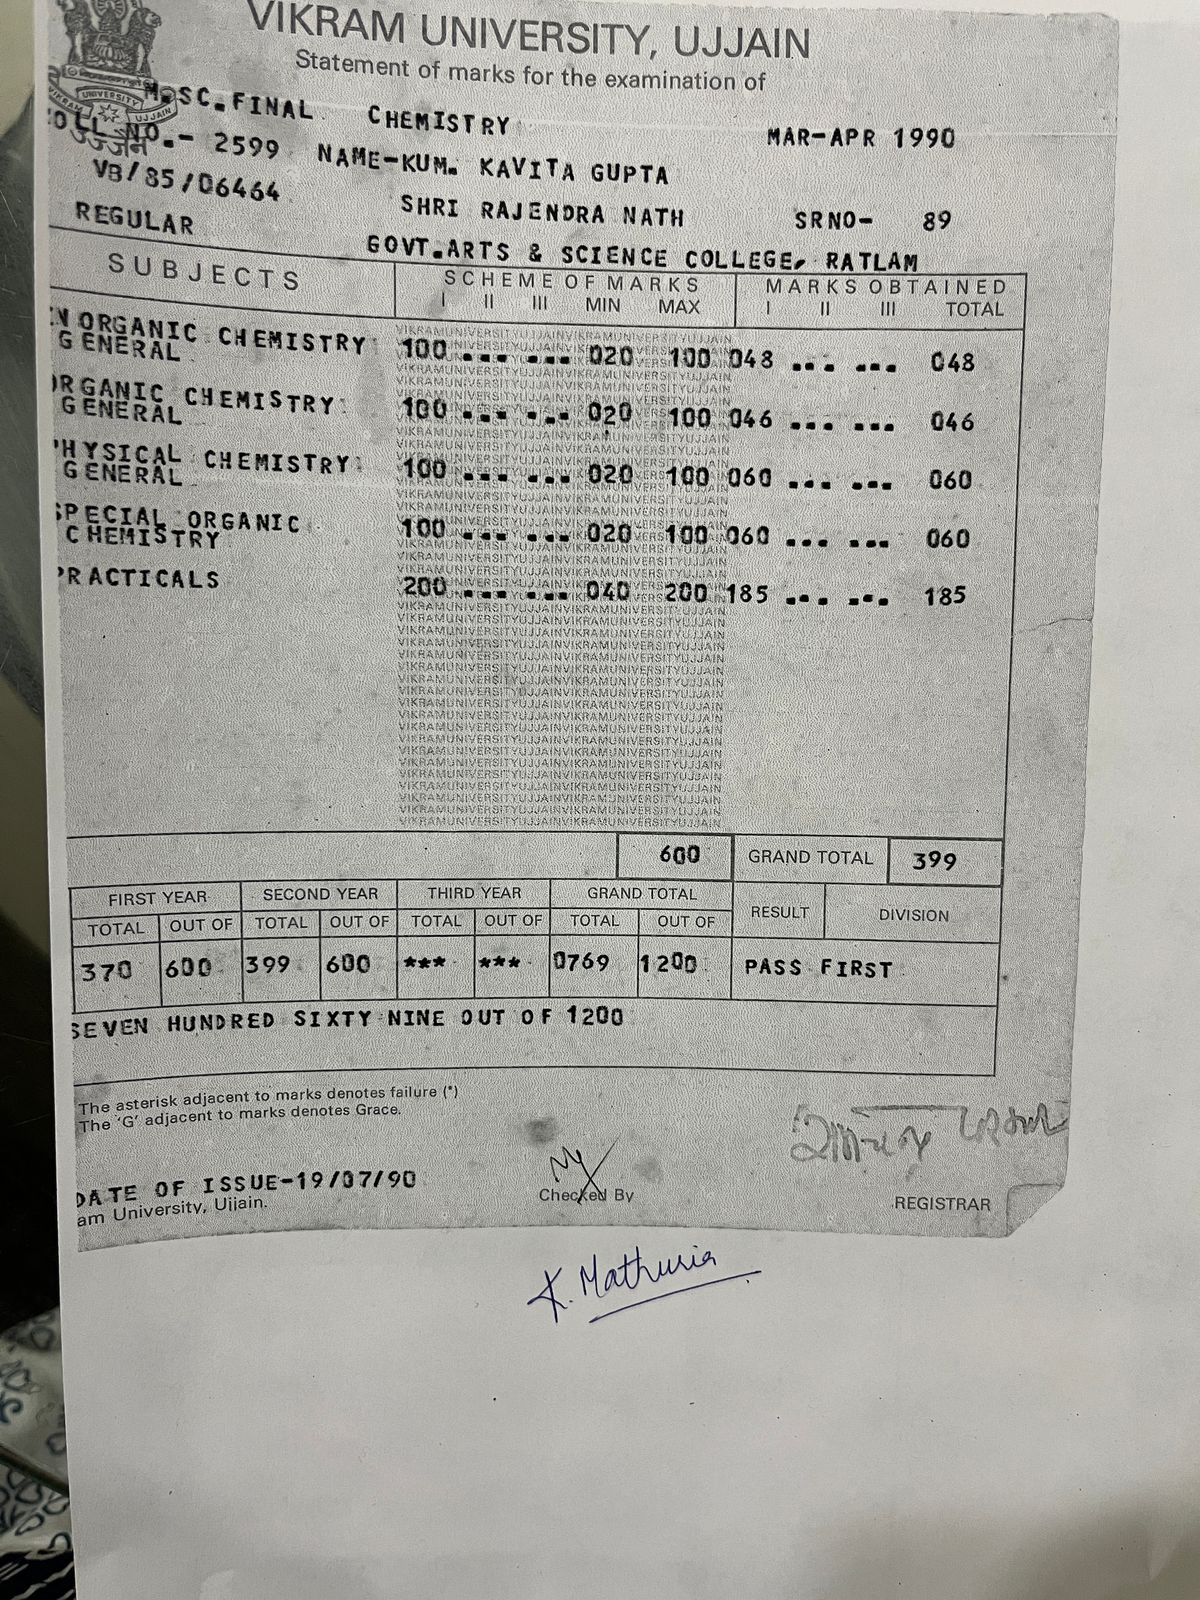 VIKRAM UNIVERSITY, UJJAIN
Statement of marks for the examination of
VIKRAM UNIVERSITY UJJAIN
उज्जैन
M.SC.FINAL CHEMISTRY MAR-APR 1990
OLL NO.- 2599 NAME-KUM. KAVITA GUPTA
VB/85/06464 SHRI RAJENDRA NATH SRNO- 89
REGULAR GOVT.ARTS & SCIENCE COLLEGE, RATLAM
SUBJECTS SCHEME OF MARKS MARKS OBTAINED
I II III MIN MAX I II III TOTAL
N ORGANIC CHEMISTRY
GENERAL 100 ... ... 020 100 048 ... ... 048
ORGANIC CHEMISTRY
GENERAL 100 ... ... 020 100 046 ... ... 046
PHYSICAL CHEMISTRY
GENERAL 100 ... ... 020 100 060 ... ... 060
SPECIAL ORGANIC
CHEMISTRY 100 ... ... 020 100 060 ... ... 060
PRACTICALS 200 ... ... 040 200 185 ... ... 185
600 GRAND TOTAL 399
FIRST YEAR SECOND YEAR THIRD YEAR GRAND TOTAL RESULT DIVISION
TOTAL OUT OF TOTAL OUT OF TOTAL OUT OF TOTAL OUT OF
370 600 399 600 *** *** 0769 1200 PASS FIRST
SEVEN HUNDRED SIXTY NINE OUT OF 1200
The asterisk adjacent to marks denotes failure (*)
The 'G' adjacent to marks denotes Grace.
DATE OF ISSUE-19/07/90
am University, Ujjain.
Checked By
REGISTRAR
K. Mathuria